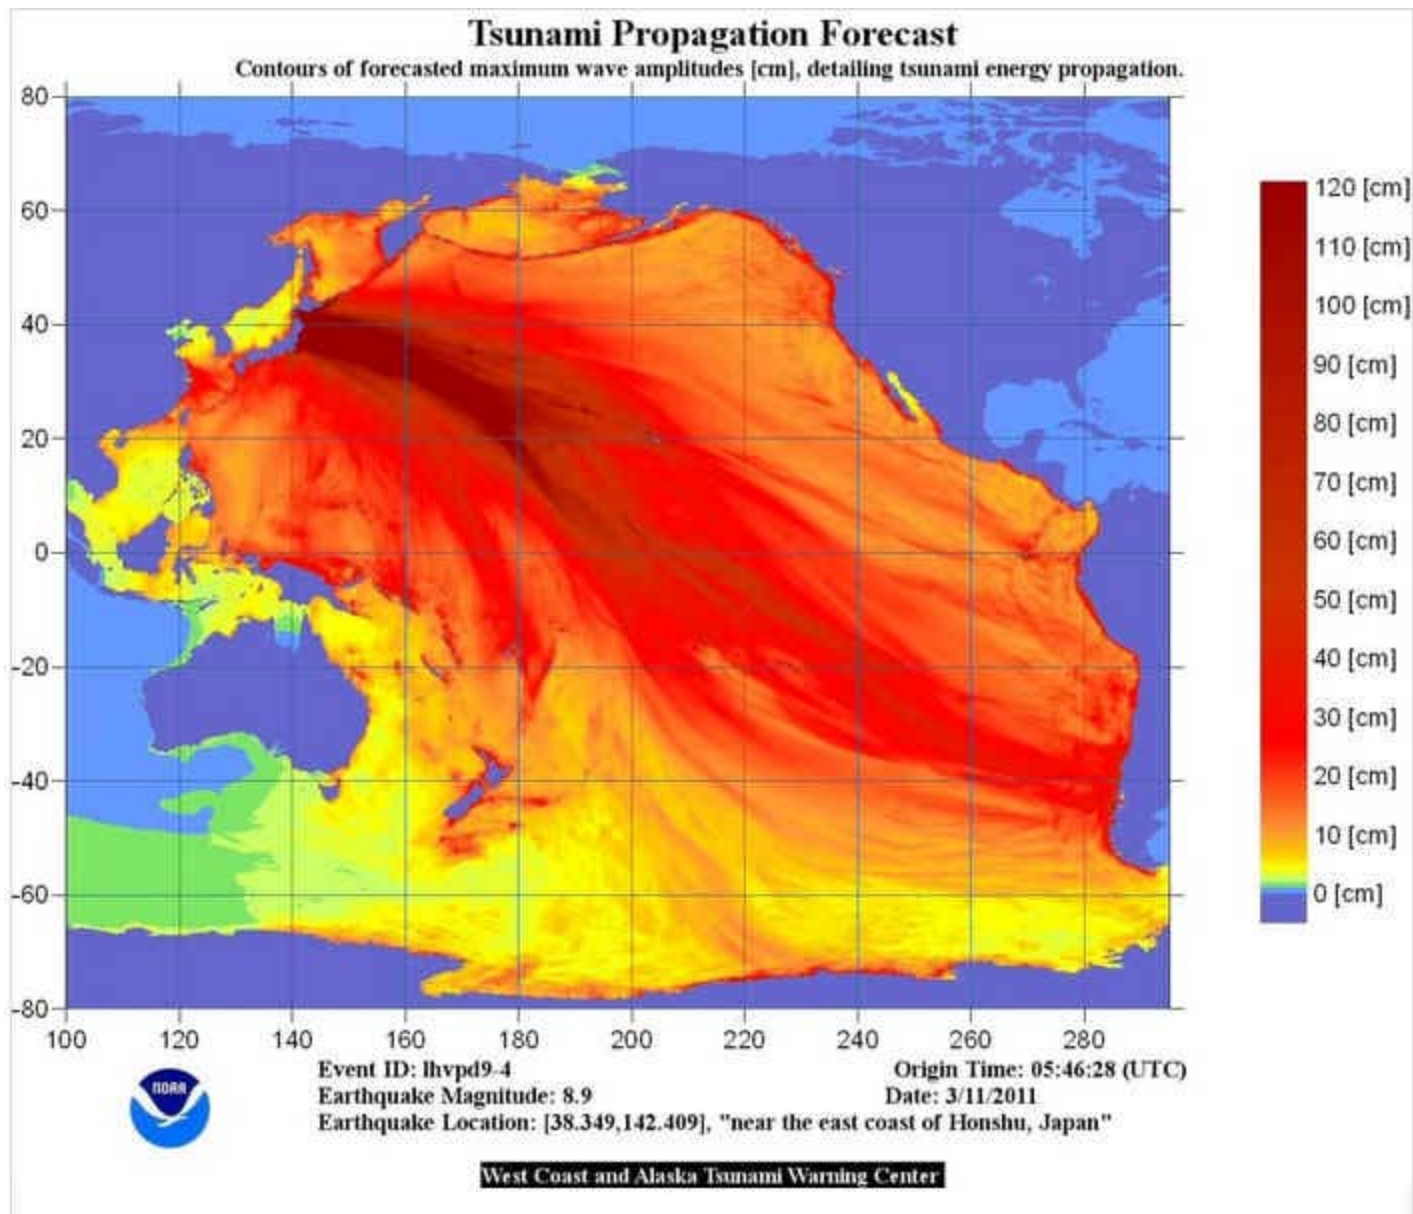 Tsunami Propagation Forecast
Contours of forecasted maximum wave amplitudes [cm], detailing tsunami energy propagation.
80
60
40
20
0
-20
-40
-60
-80
100 120 140 160 180 200 220 240 260 280
120 [cm]
110 [cm]
100 [cm]
90 [cm]
80 [cm]
70 [cm]
60 [cm]
50 [cm]
40 [cm]
30 [cm]
20 [cm]
10 [cm]
0 [cm]
NOAA
Event ID: lhvpd9-4 Origin Time: 05:46:28 (UTC)
Earthquake Magnitude: 8.9 Date: 3/11/2011
Earthquake Location: [38.349,142.409], "near the east coast of Honshu, Japan"
West Coast and Alaska Tsunami Warning Center